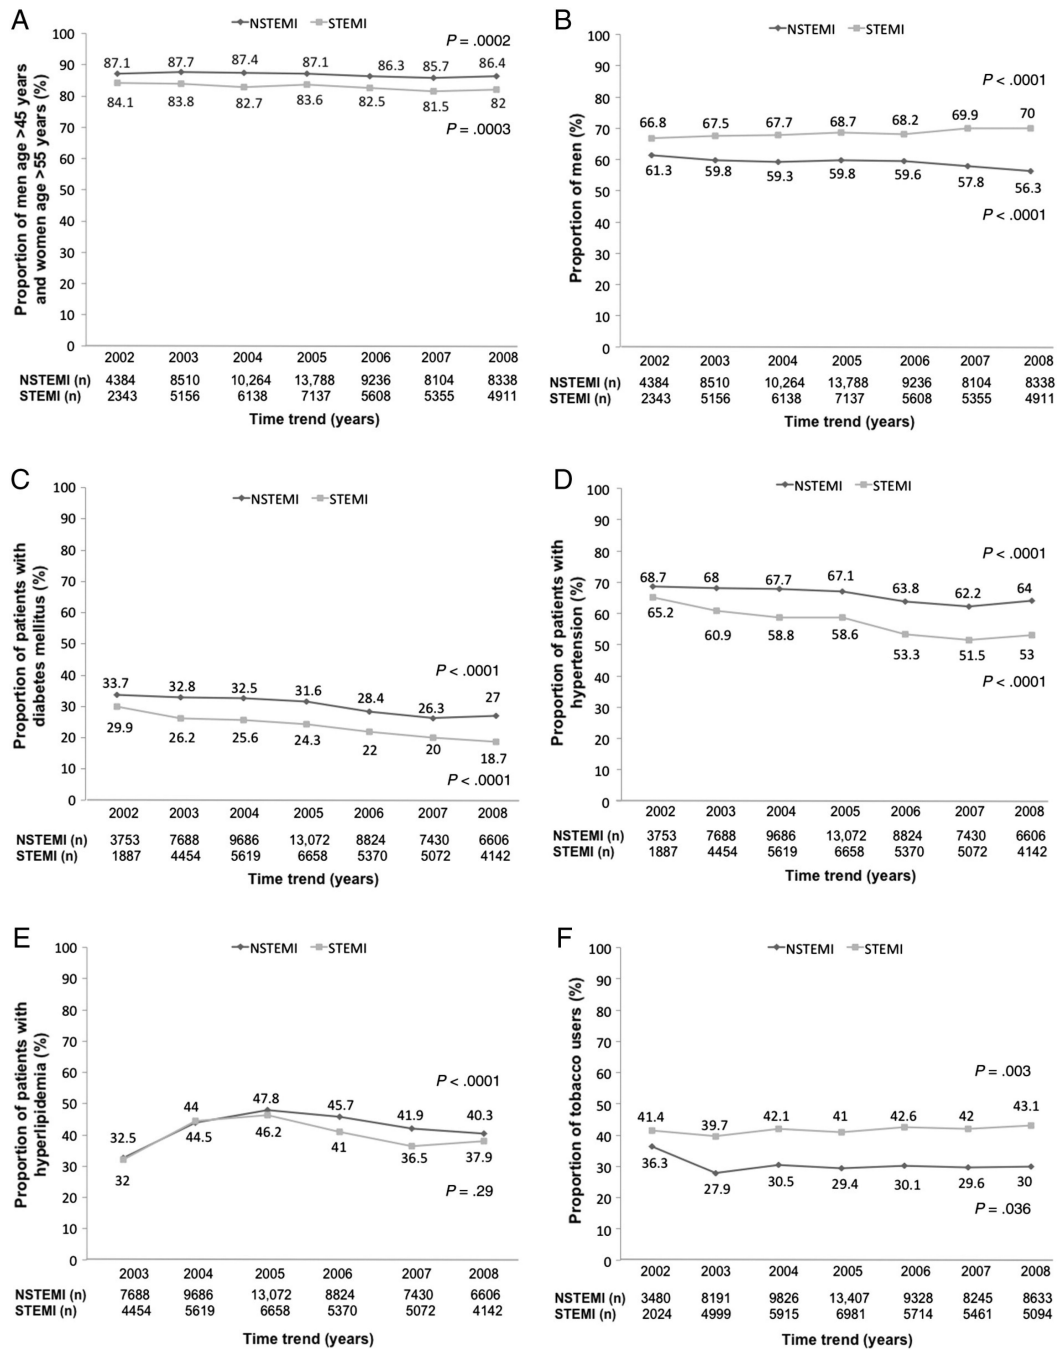 A
NSTEMI STEMI
P = .0002
100
90
80
70
60
50
40
30
20
10
0
87.1 87.7 87.4 87.1 86.3 85.7 86.4
84.1 83.8 82.7 83.6 82.5 81.5 82
P = .0003
Proportion of men age >45 years
and women age >55 years (%)
2002 2003 2004 2005 2006 2007 2008
NSTEMI (n) 4384 8510 10,264 13,788 9236 8104 8338
STEMI (n) 2343 5156 6138 7137 5608 5355 4911
Time trend (years)
B
NSTEMI STEMI
P < .0001
100
90
80
70
60
50
40
30
20
10
0
66.8 67.5 67.7 68.7 68.2 69.9 70
61.3 59.8 59.3 59.8 59.6 57.8 56.3
P < .0001
Proportion of men (%)
2002 2003 2004 2005 2006 2007 2008
NSTEMI (n) 4384 8510 10,264 13,788 9236 8104 8338
STEMI (n) 2343 5156 6138 7137 5608 5355 4911
Time trend (years)
C
NSTEMI STEMI
100
90
80
70
60
50
40
30
20
10
0
P < .0001
33.7 32.8 32.5 31.6 28.4 26.3 27
29.9 26.2 25.6 24.3 22 20 18.7
P < .0001
Proportion of patients with
diabetes mellitus (%)
2002 2003 2004 2005 2006 2007 2008
NSTEMI (n) 3753 7688 9686 13,072 8824 7430 6606
STEMI (n) 1887 4454 5619 6658 5370 5072 4142
Time trend (years)
D
NSTEMI STEMI
100
90
80
70
60
50
40
30
20
10
0
P < .0001
68.7 68 67.7 67.1 63.8 62.2 64
65.2 60.9 58.8 58.6 53.3 51.5 53
P < .0001
Proportion of patients with
hypertension (%)
2002 2003 2004 2005 2006 2007 2008
NSTEMI (n) 3753 7688 9686 13,072 8824 7430 6606
STEMI (n) 1887 4454 5619 6658 5370 5072 4142
Time trend (years)
E
NSTEMI STEMI
100
90
80
70
60
50
40
30
20
10
0
P < .0001
32.5 44 47.8 45.7 41.9 40.3
32 44.5 46.2 41 36.5 37.9
P = .29
Proportion of patients with
hyperlipidemia (%)
2003 2004 2005 2006 2007 2008
NSTEMI (n) 7688 9686 13,072 8824 7430 6606
STEMI (n) 4454 5619 6658 5370 5072 4142
Time trend (years)
F
NSTEMI STEMI
100
90
80
70
60
50
40
30
20
10
0
P = .003
41.4 39.7 42.1 41 42.6 42 43.1
36.3 27.9 30.5 29.4 30.1 29.6 30
P = .036
Proportion of tobacco users (%)
2002 2003 2004 2005 2006 2007 2008
NSTEMI (n) 3480 8191 9826 13,407 9328 8245 8633
STEMI (n) 2024 4999 5915 6981 5714 5461 5094
Time trend (years)